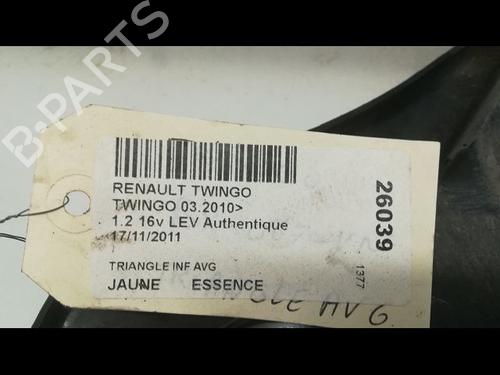 B-PARTS
RENAULT TWINGO
TWINGO 03.2010>
1.2 16v LEV Authentique
17/11/2011
TRIANGLE INF AVG
JAUNE ESSENCE
26039
1377
AVG